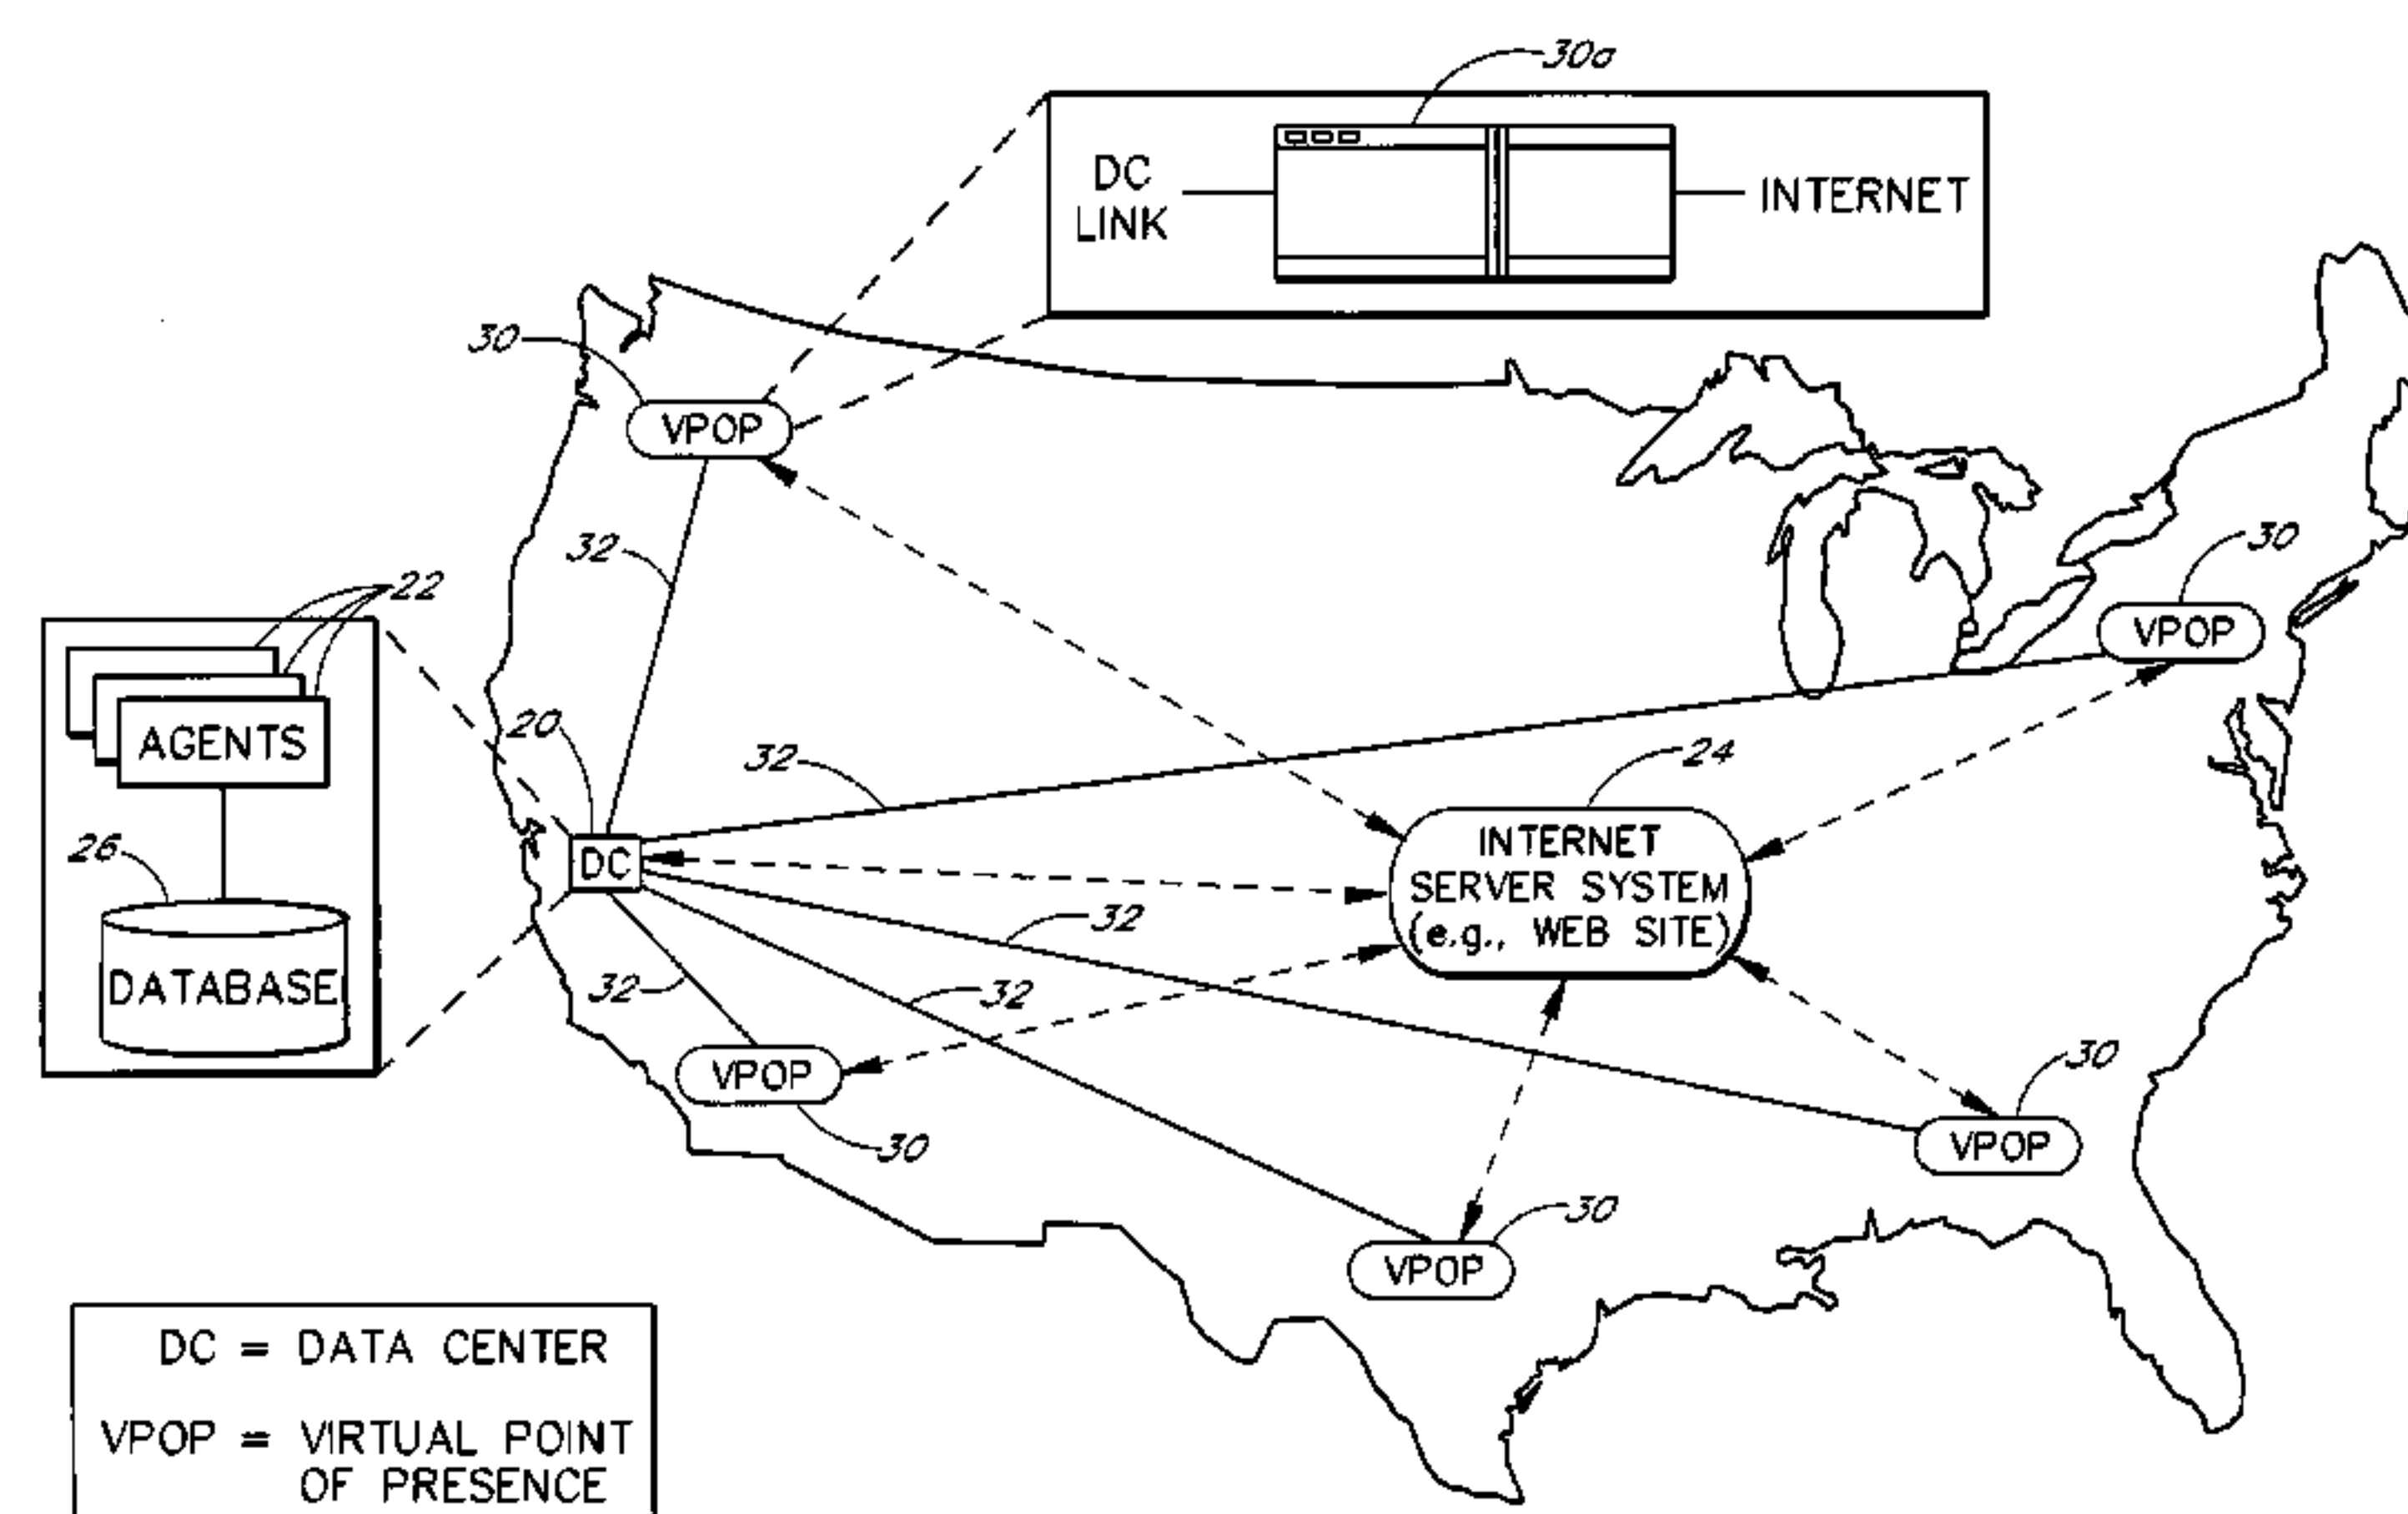 30a
DC
LINK
INTERNET
30
32
22
30
VPOP
VPOP
AGENTS
20
32
24
26
DC
INTERNET
SERVER SYSTEM
(e.g., WEB SITE)
32
DATABASE
32
32
VPOP
30
30
VPOP
30
VPOP
DC = DATA CENTER
VPOP = VIRTUAL POINT
OF PRESENCE